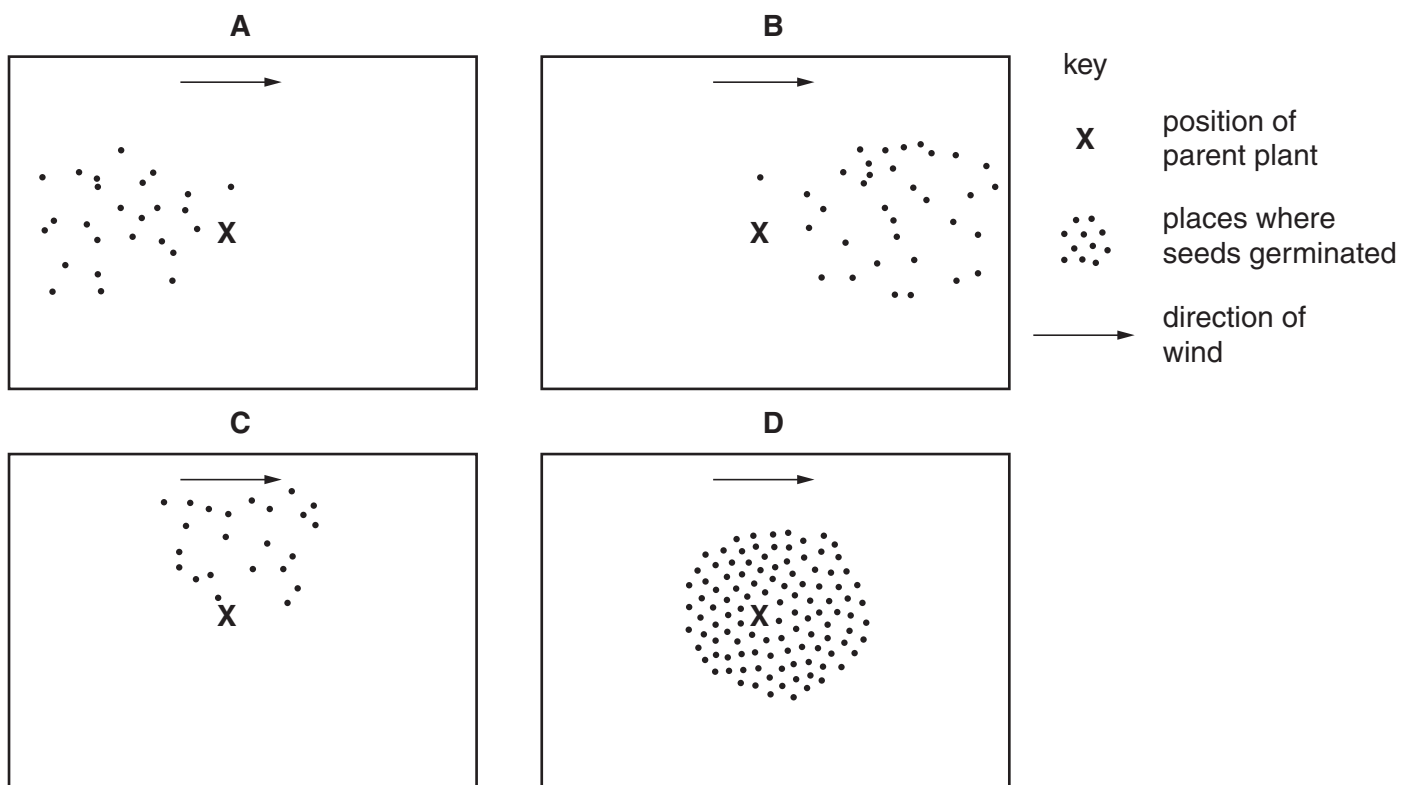 A
B
key
X
position of
parent plant
X
X
places where
seeds germinated
direction of
wind
C
D
X
X